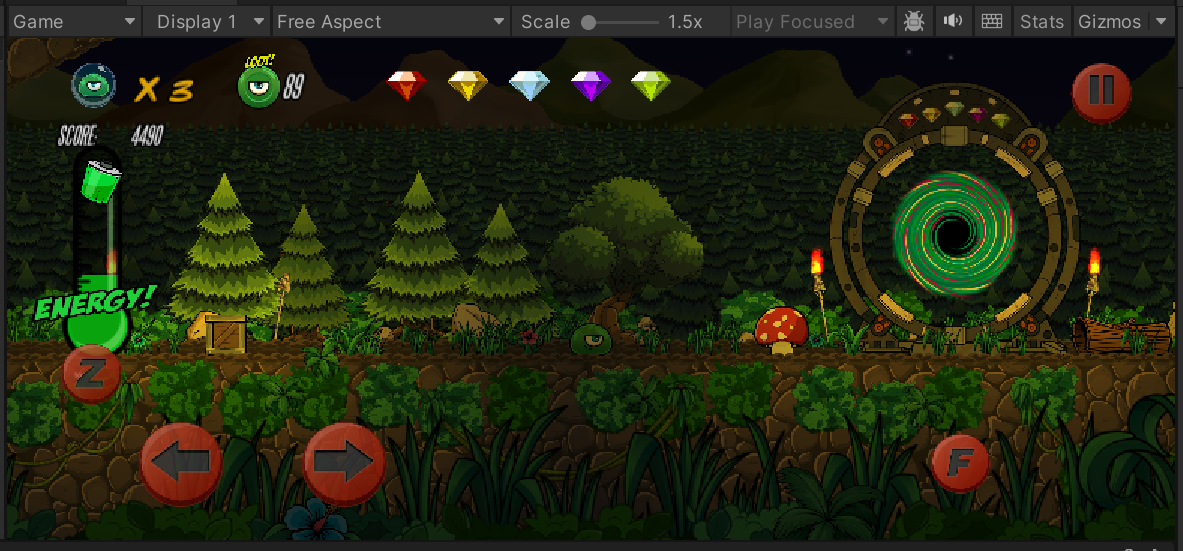 Game Display 1 Free Aspect Scale 1.5x Play Focused Stats Gizmos
LOOT!
X 3 89
SCORE: 4490
ENERGY!
Z
F